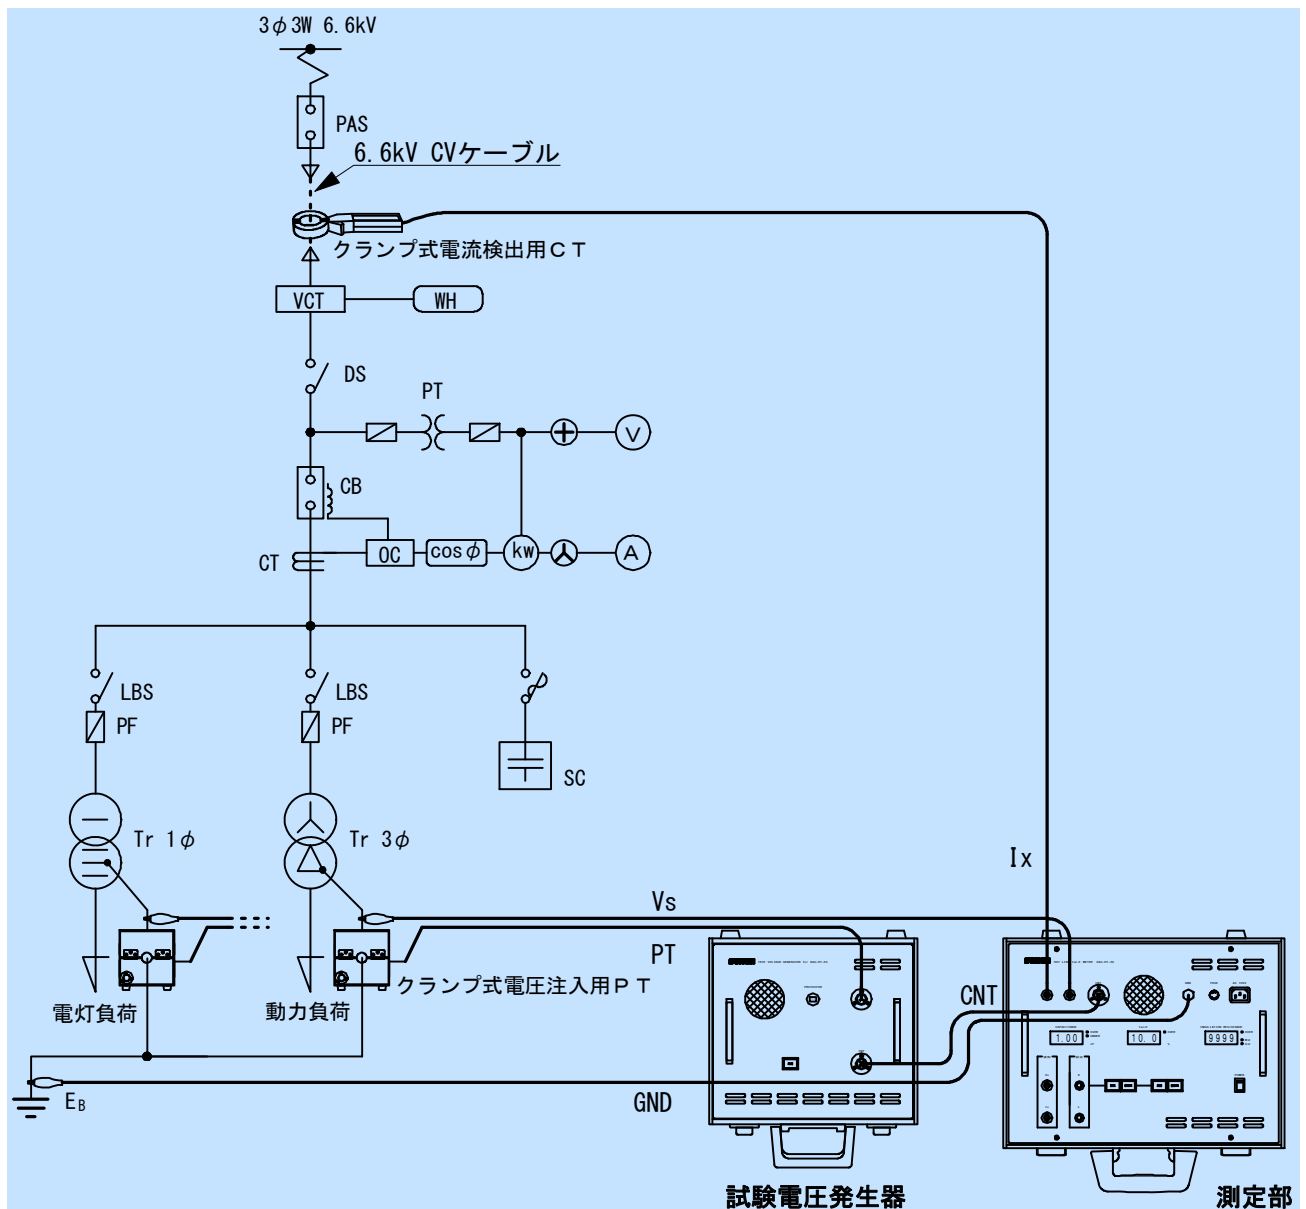 3φ3W 6.6kV
PAS
6.6kV CVケーブル
クランプ式電流検出用CT
VCT
WH
DS
PT
V
CB
CT
OC
cosφ
kw
A
LBS
LBS
PF
PF
SC
Tr 1φ
Tr 3φ
Ix
Vs
PT
クランプ式電圧注入用PT
CNT
電灯負荷
動力負荷
1.00
10.0
9999
EB
GND
試験電圧発生器
測定部